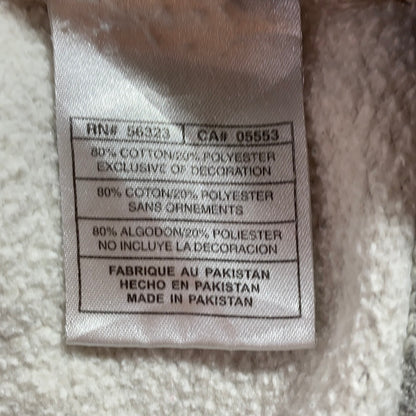 RN# 56323 CA# 05553
80% COTTON/20% POLYESTER
EXCLUSIVE OF DECORATION
80% COTON/20% POLYESTER
SANS ORNEMENTS
80% ALGODON/20% POLIESTER
NO INCLUYE LA DECORACION
FABRIQUE AU PAKISTAN
HECHO EN PAKISTAN
MADE IN PAKISTAN